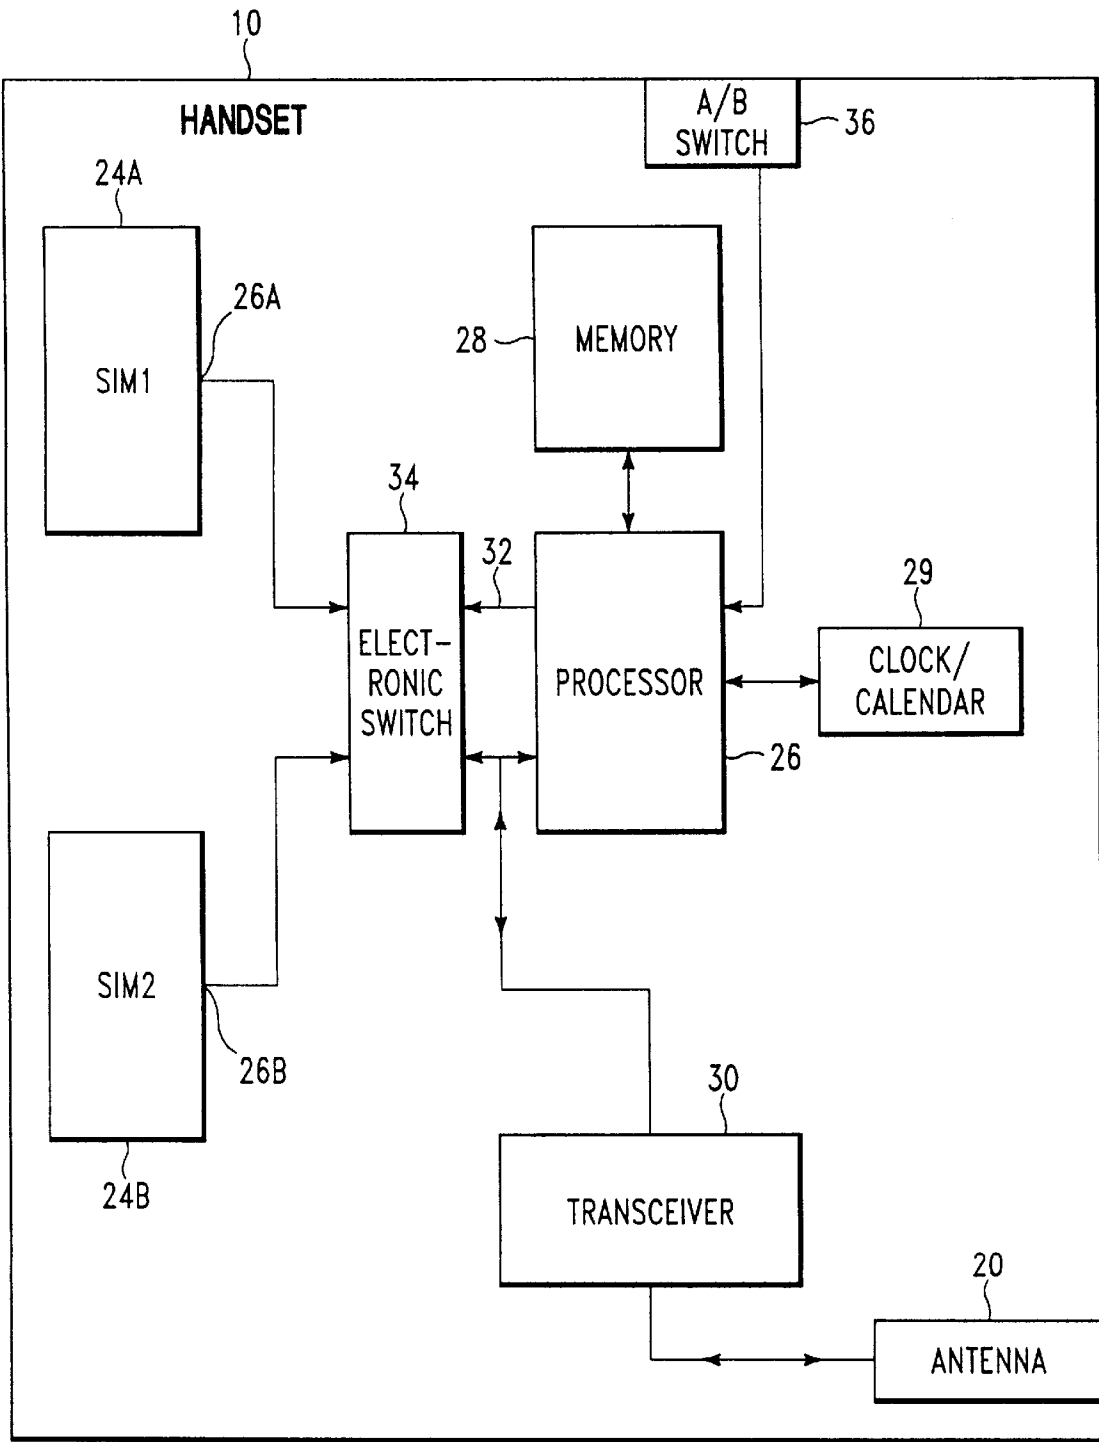 10
HANDSET
A/B
SWITCH
36
24A
26A
SIM1
28
MEMORY
34
32
29
ELECT-
RONIC
SWITCH
PROCESSOR
CLOCK/
CALENDAR
26
SIM2
26B
24B
30
TRANSCEIVER
20
ANTENNA